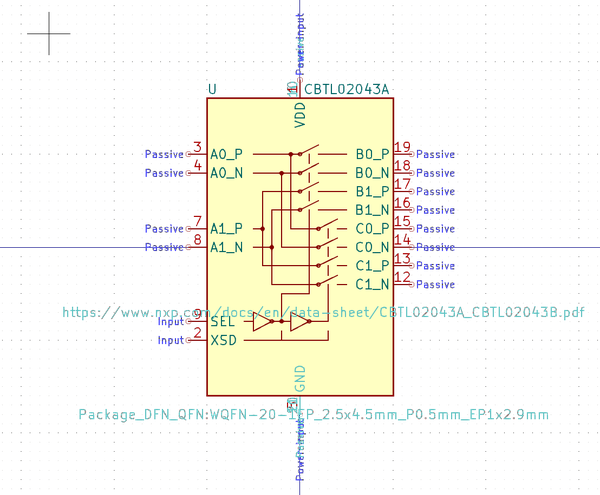 Power Input
U CBTL02043A
VDD
Passive 3 A0_P B0_P 19 Passive
Passive 4 A0_N B0_N 18 Passive
B1_P 17 Passive
B1_N 16 Passive
Passive 7 A1_P C0_P 15 Passive
Passive 8 A1_N C0_N 14 Passive
C1_P 13 Passive
C1_N 12 Passive
https://www.nxp.com/docs/en/data-sheet/CBTL02043A_CBTL02043B.pdf
Input 9 SEL
Input 2 XSD
GND
Package_DFN_QFN:WQFN-20-1EP_2.5x4.5mm_P0.5mm_EP1x2.9mm
Power Input